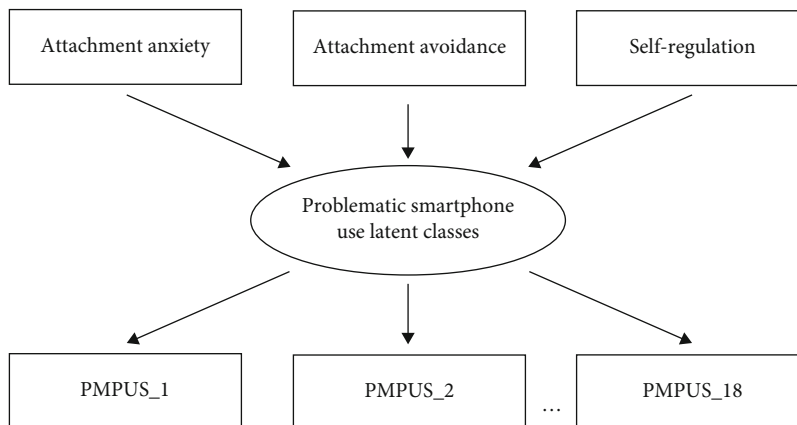 Attachment anxiety
Attachment avoidance
Self-regulation
Problematic smartphone
use latent classes
PMPUS_1
PMPUS_2
...
PMPUS_18